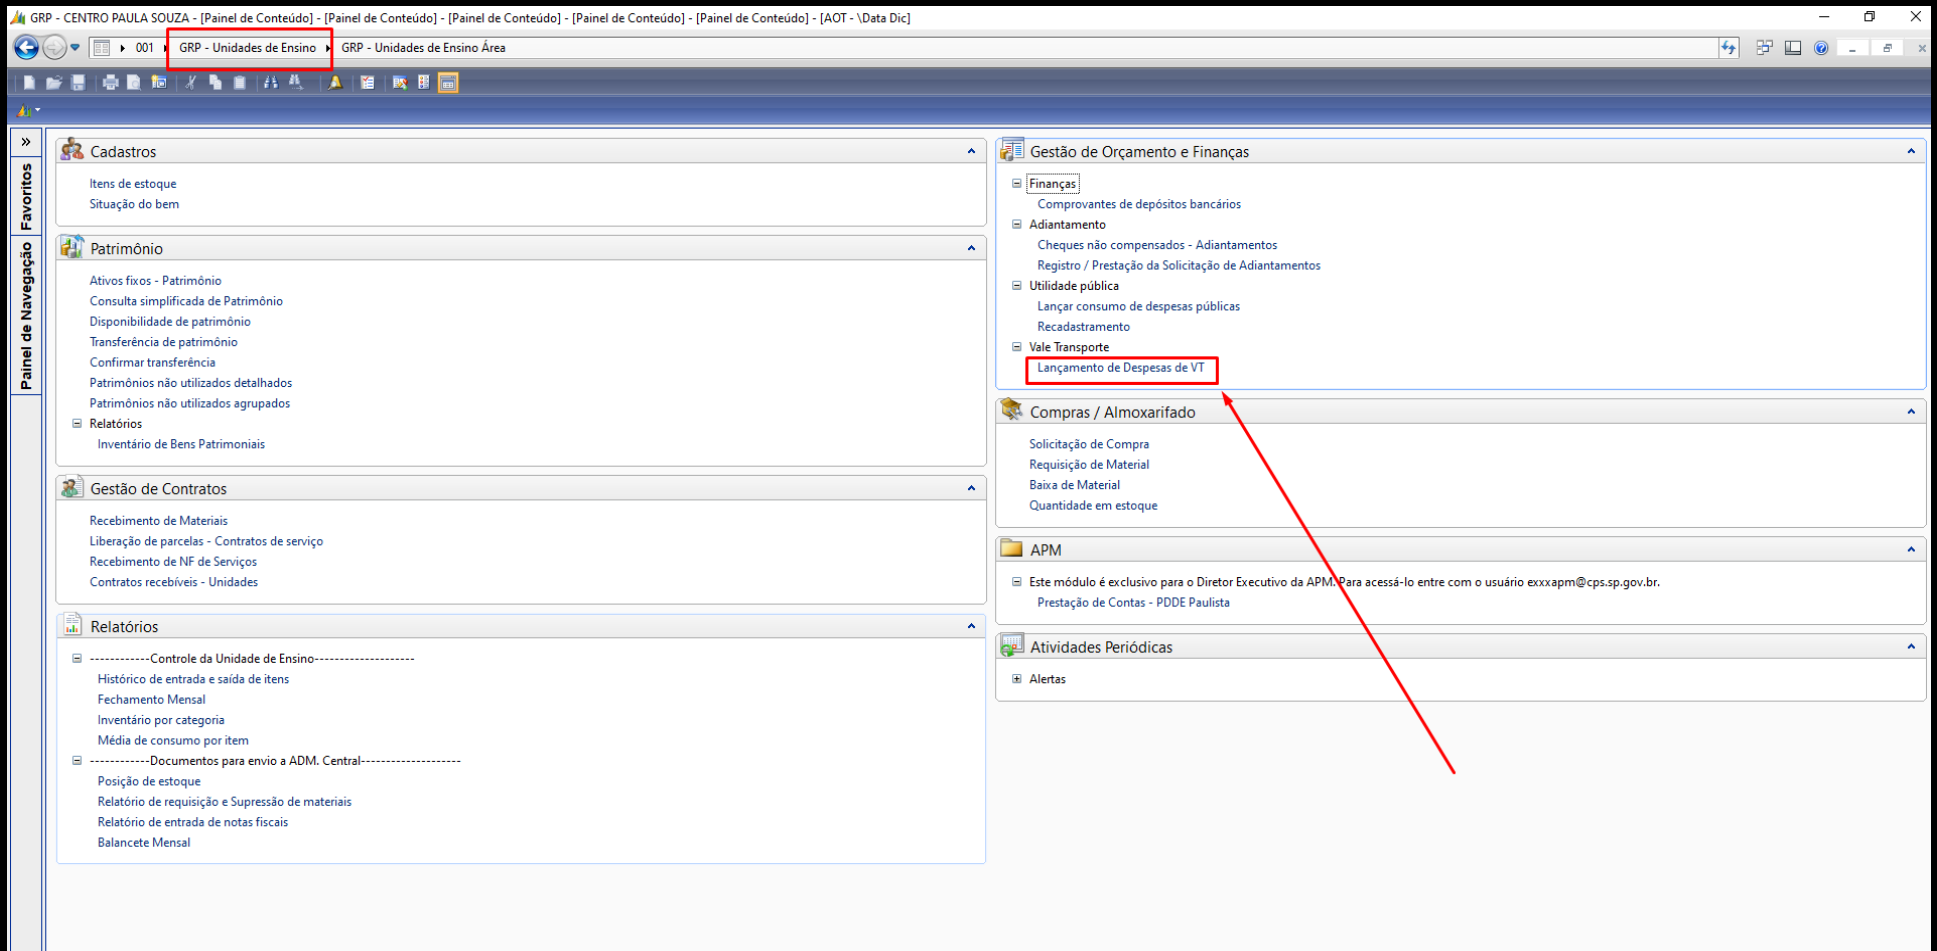 GRP - CENTRO PAULA SOUZA - [Painel de Conteúdo] - [Painel de Conteúdo] - [Painel de Conteúdo] - [Painel de Conteúdo] - [Painel de Conteúdo] - [AOT - \Data Dic]
001 GRP - Unidades de Ensino GRP - Unidades de Ensino Área
Favoritos
Painel de Navegação
Cadastros
Itens de estoque
Situação do bem
Patrimônio
Ativos fixos - Patrimônio
Consulta simplificada de Patrimônio
Disponibilidade de patrimônio
Transferência de patrimônio
Confirmar transferência
Patrimônios não utilizados detalhados
Patrimônios não utilizados agrupados
Relatórios
Inventário de Bens Patrimoniais
Gestão de Contratos
Recebimento de Materiais
Liberação de parcelas - Contratos de serviço
Recebimento de NF de Serviços
Contratos recebíveis - Unidades
Relatórios
------------Controle da Unidade de Ensino--------------------
Histórico de entrada e saída de itens
Fechamento Mensal
Inventário por categoria
Média de consumo por item
------------Documentos para envio a ADM. Central--------------------
Posição de estoque
Relatório de requisição e Supressão de materiais
Relatório de entrada de notas fiscais
Balancete Mensal
Gestão de Orçamento e Finanças
Finanças
Comprovantes de depósitos bancários
Adiantamento
Cheques não compensados - Adiantamentos
Registro / Prestação da Solicitação de Adiantamentos
Utilidade pública
Lançar consumo de despesas públicas
Recadastramento
Vale Transporte
Lançamento de Despesas de VT
Compras / Almoxarifado
Solicitação de Compra
Requisição de Material
Baixa de Material
Quantidade em estoque
APM
Este módulo é exclusivo para o Diretor Executivo da APM. Para acessá-lo entre com o usuário exxxapm@cps.sp.gov.br.
Prestação de Contas - PDDE Paulista
Atividades Periódicas
Alertas